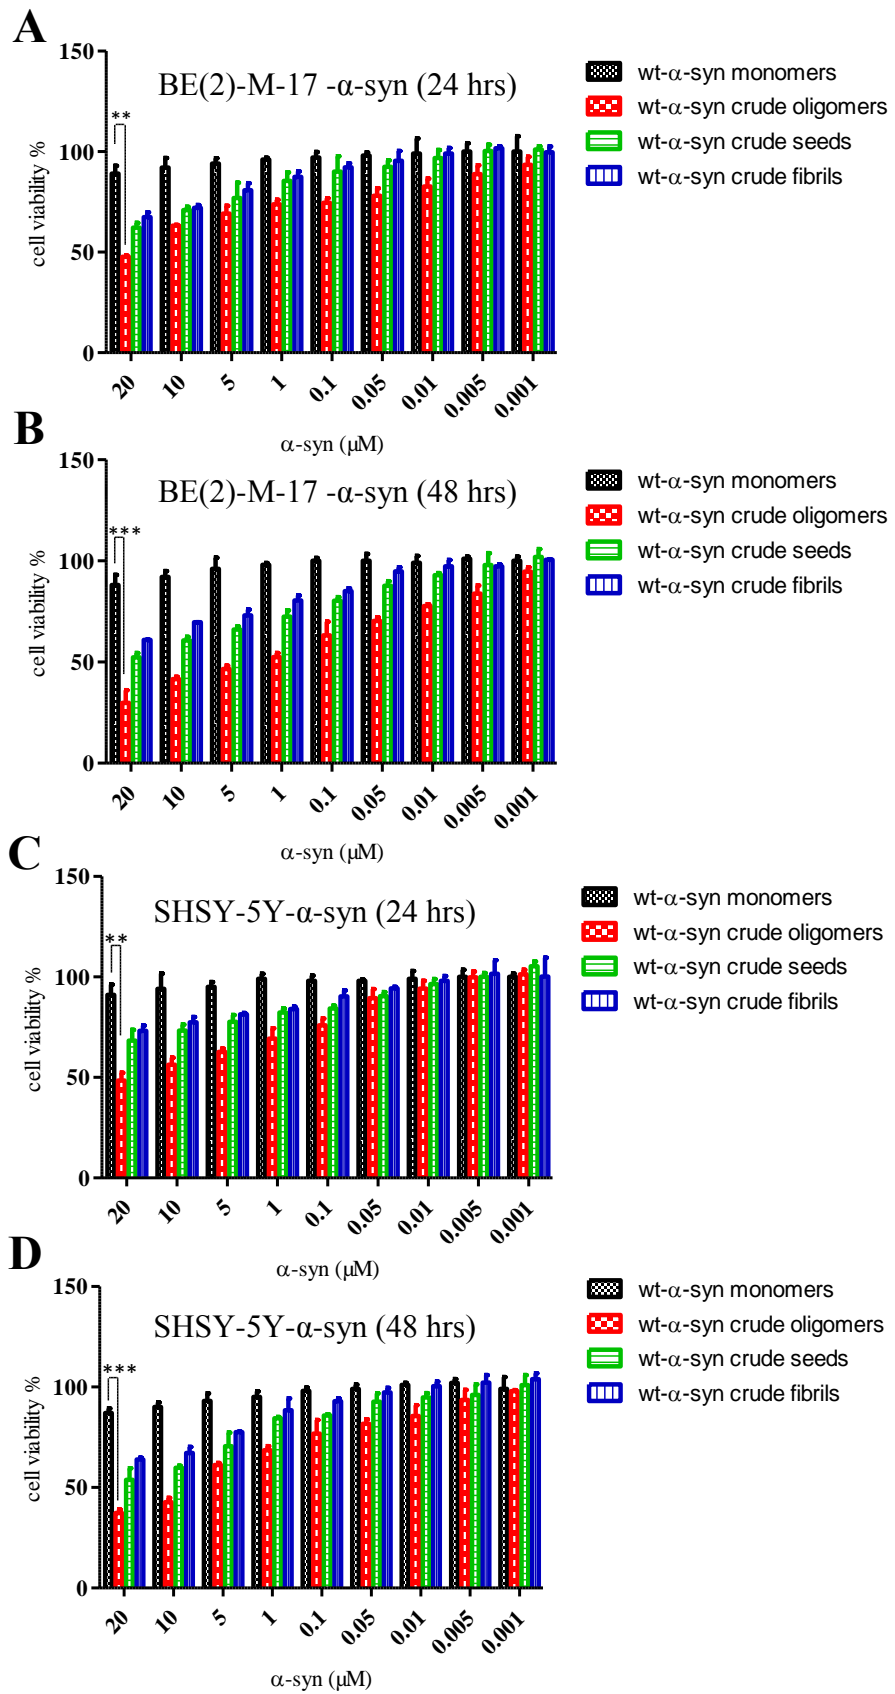 A
150
BE(2)-M-17 -α-syn (24 hrs)
**
100
50
0
cell viability %
20
10
5
1
0.1
0.05
0.01
0.005
0.001
α-syn (μM)
wt-α-syn monomers
wt-α-syn crude oligomers
wt-α-syn crude seeds
wt-α-syn crude fibrils
B
150
BE(2)-M-17 -α-syn (48 hrs)
***
100
50
0
cell viability %
20
10
5
1
0.1
0.05
0.01
0.005
0.001
α-syn (μM)
wt-α-syn monomers
wt-α-syn crude oligomers
wt-α-syn crude seeds
wt-α-syn crude fibrils
C
150
SHSY-5Y-α-syn (24 hrs)
**
100
50
0
cell viability %
20
10
5
1
0.1
0.05
0.01
0.005
0.001
α-syn (μM)
wt-α-syn monomers
wt-α-syn crude oligomers
wt-α-syn crude seeds
wt-α-syn crude fibrils
D
150
SHSY-5Y-α-syn (48 hrs)
***
100
50
0
cell viability %
20
10
5
1
0.1
0.05
0.01
0.005
0.001
α-syn (μM)
wt-α-syn monomers
wt-α-syn crude oligomers
wt-α-syn crude seeds
wt-α-syn crude fibrils